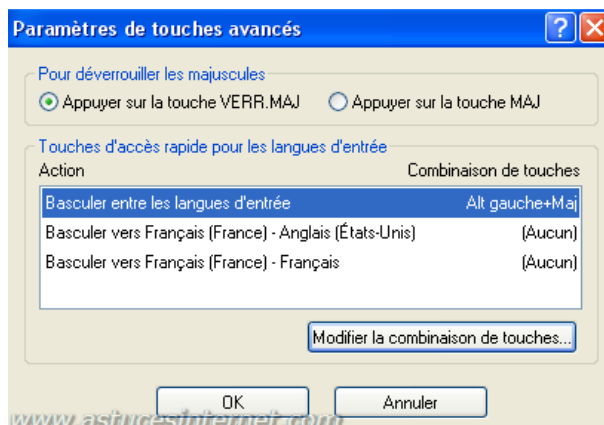 Paramètres de touches avancés
Pour déverrouiller les majuscules
Appuyer sur la touche VERR.MAJ Appuyer sur la touche MAJ
Touches d'accès rapide pour les langues d'entrée
Action Combinaison de touches
Basculer entre les langues d'entrée Alt gauche+Maj
Basculer vers Français (France) - Anglais (États-Unis) (Aucun)
Basculer vers Français (France) - Français (Aucun)
Modifier la combinaison de touches...
OK Annuler
www.astucesinternet.com